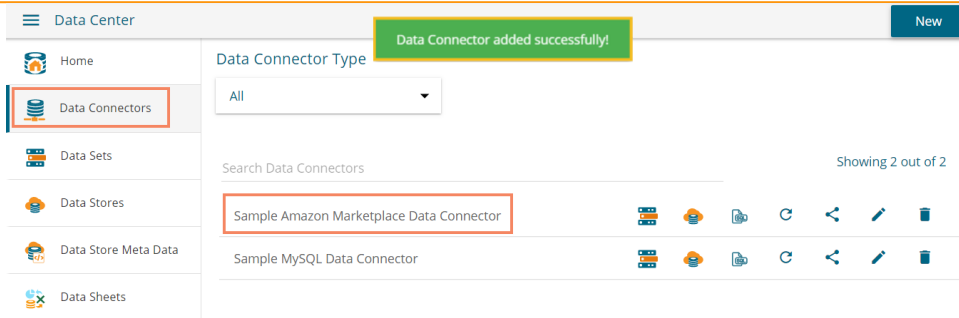 Data Center
New
Data Connector added successfully!
Home
Data Connectors
Data Sets
Data Stores
Data Store Meta Data
Data Sheets
Data Connector Type
All
Search Data Connectors
Showing 2 out of 2
Sample Amazon Marketplace Data Connector
Sample MySQL Data Connector